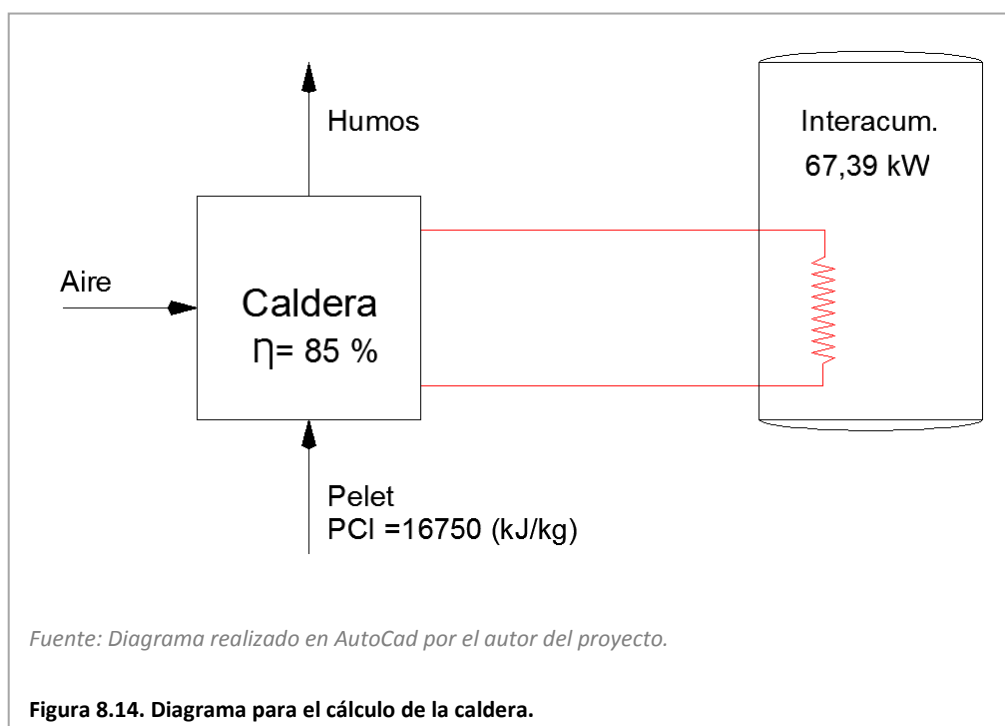 Humos
Interacum.
67,39 kW
Aire
Caldera
η= 85 %
Pelet
PCI =16750 (kJ/kg)
Fuente: Diagrama realizado en AutoCad por el autor del proyecto.
Figura 8.14. Diagrama para el cálculo de la caldera.